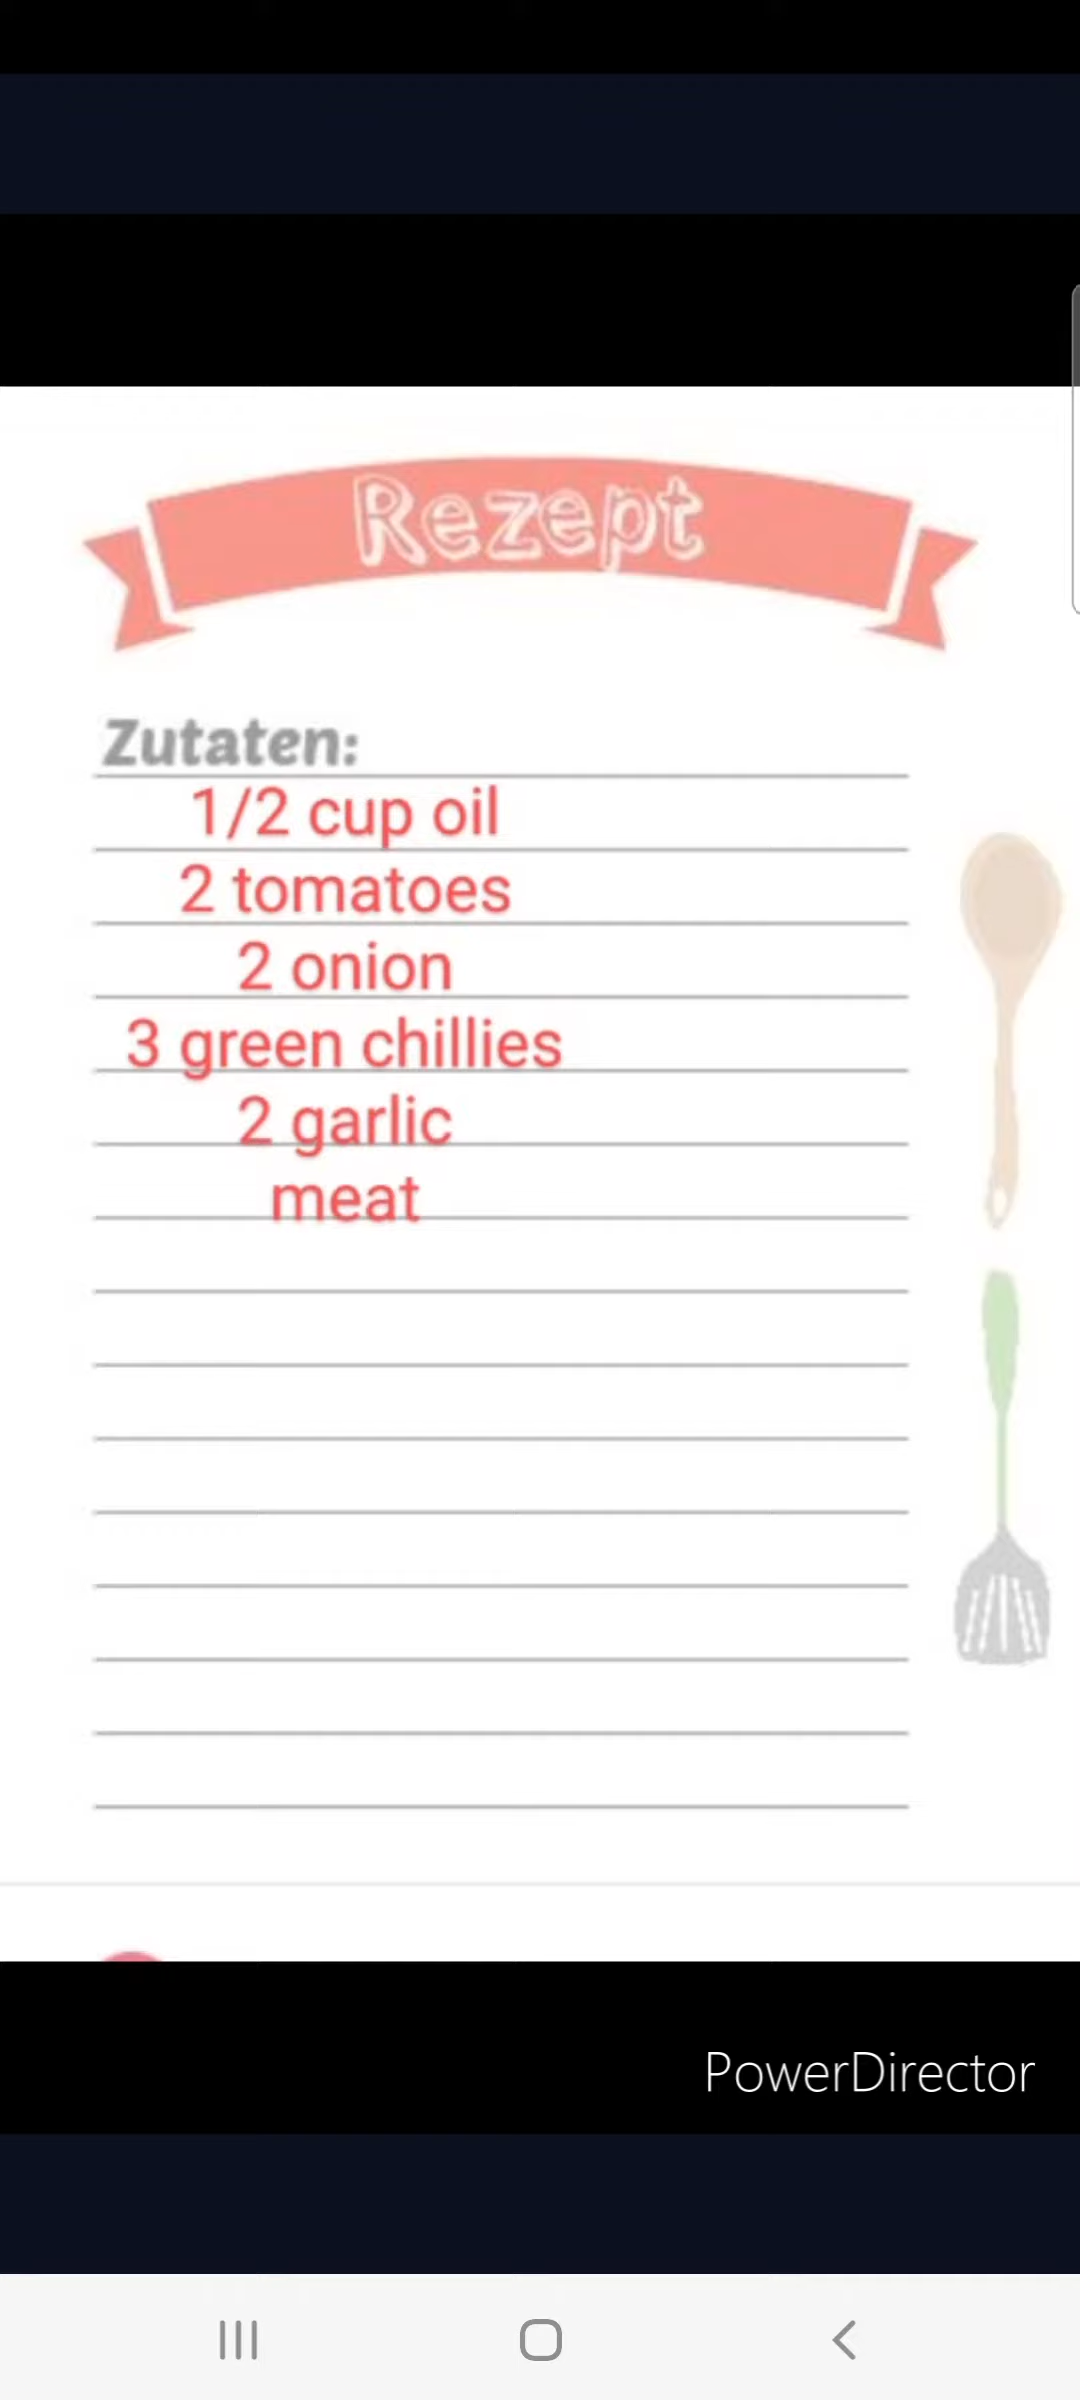 Rezept
Zutaten:
1/2 cup oil
2 tomatoes
2 onion
3 green chillies
2 garlic
meat
PowerDirector